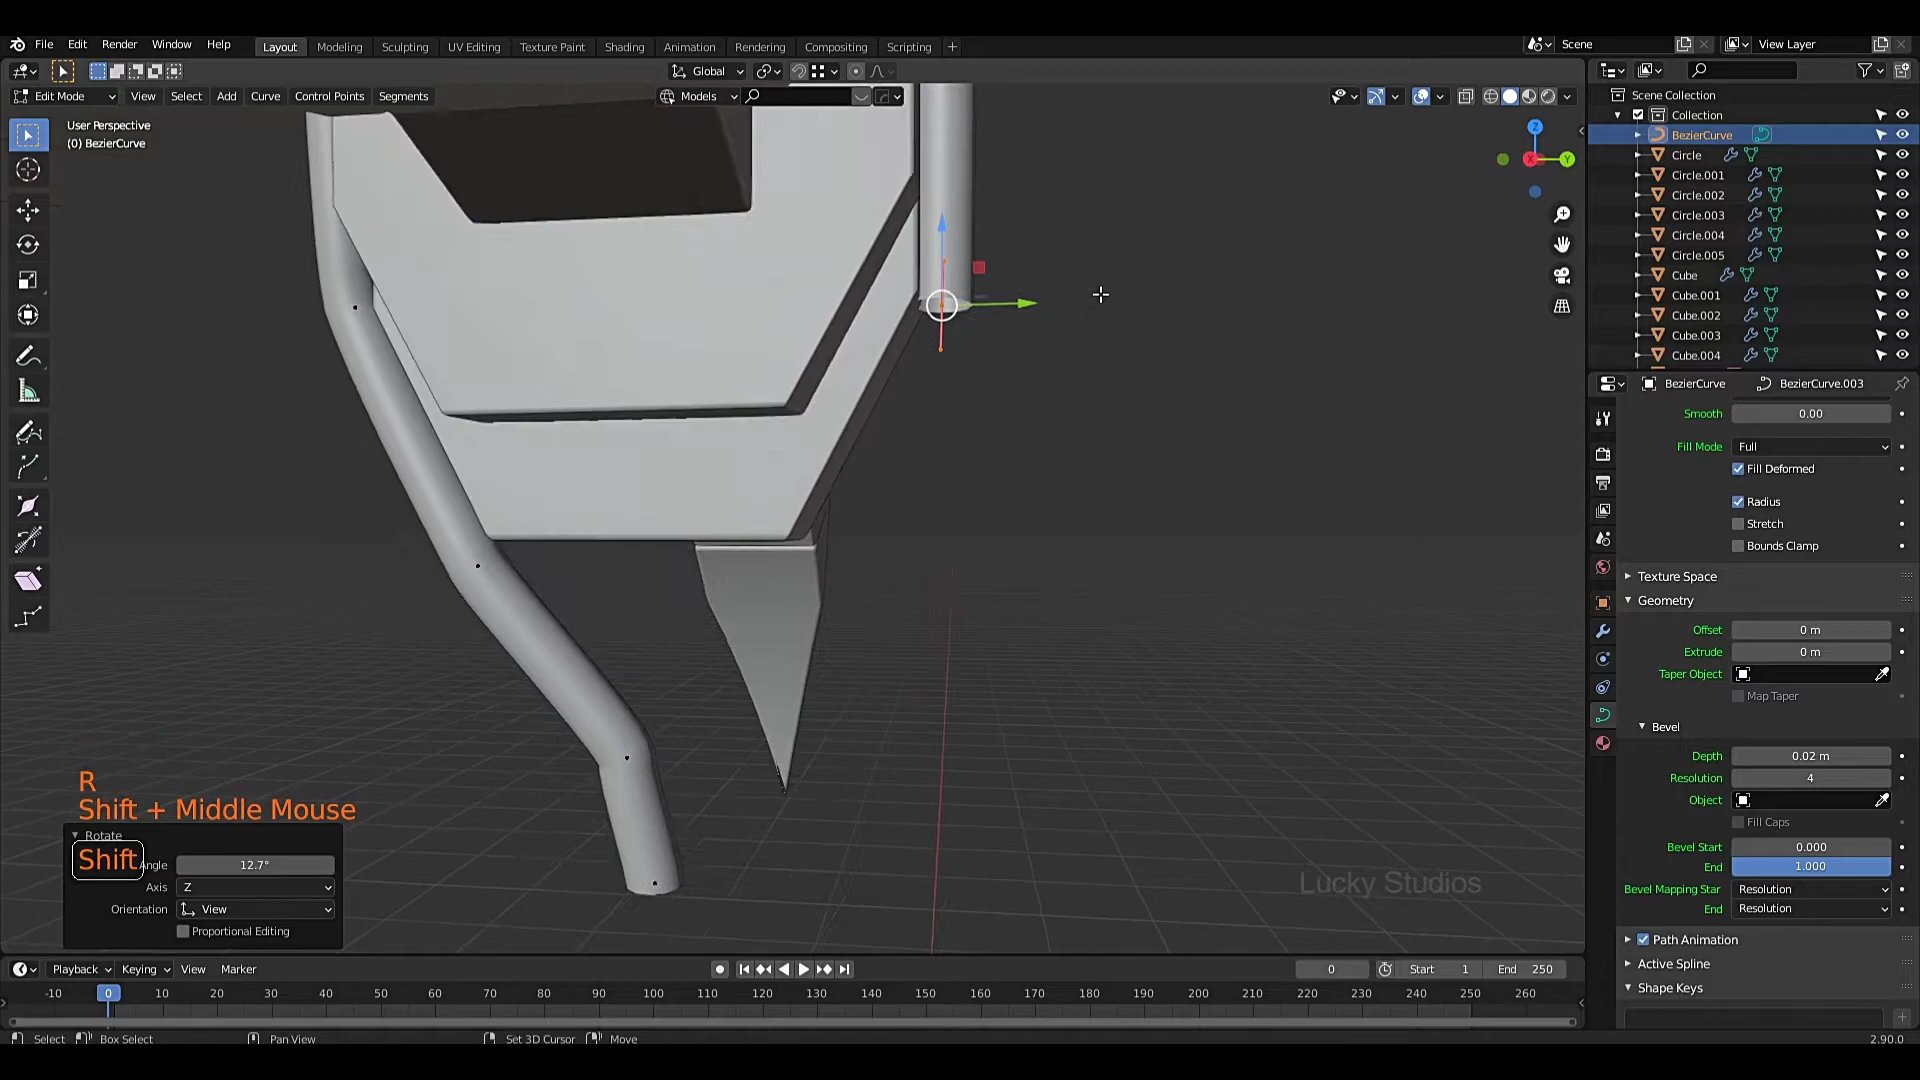 File Edit Render Window Help Layout Modeling Sculpting UV Editing Texture Paint Shading Animation Rendering Compositing Scripting + Scene View Layer
Global
Edit Mode View Select Add Curve Control Points Segments Models
User Perspective
(0) BezierCurve
Z
X Y
Scene Collection
Collection
BezierCurve
Circle
Circle.001
Circle.002
Circle.003
Circle.004
Circle.005
Cube
Cube.001
Cube.002
Cube.003
Cube.004
BezierCurve BezierCurve.003
Smooth 0.00
Fill Mode Full
Fill Deformed
Radius
Stretch
Bounds Clamp
Texture Space
Geometry
Offset 0 m
Extrude 0 m
Taper Object
Map Taper
Bevel
Depth 0.02 m
Resolution 4
Object
Fill Caps
Bevel Start 0.000
End 1.000
Bevel Mapping Star Resolution
End Resolution
Path Animation
Active Spline
Shape Keys
R
Shift + Middle Mouse
Rotate
Shift
Angle 12.7°
Axis Z
Orientation View
Proportional Editing
Lucky Studios
Playback Keying View Marker 0 Start 1 End 250
-10 0 10 20 30 40 50 60 70 80 90 100 110 120 130 140 150 160 170 180 190 200 210 220 230 240 250 260
Select Box Select Pan View Set 3D Cursor Move 2.90.0